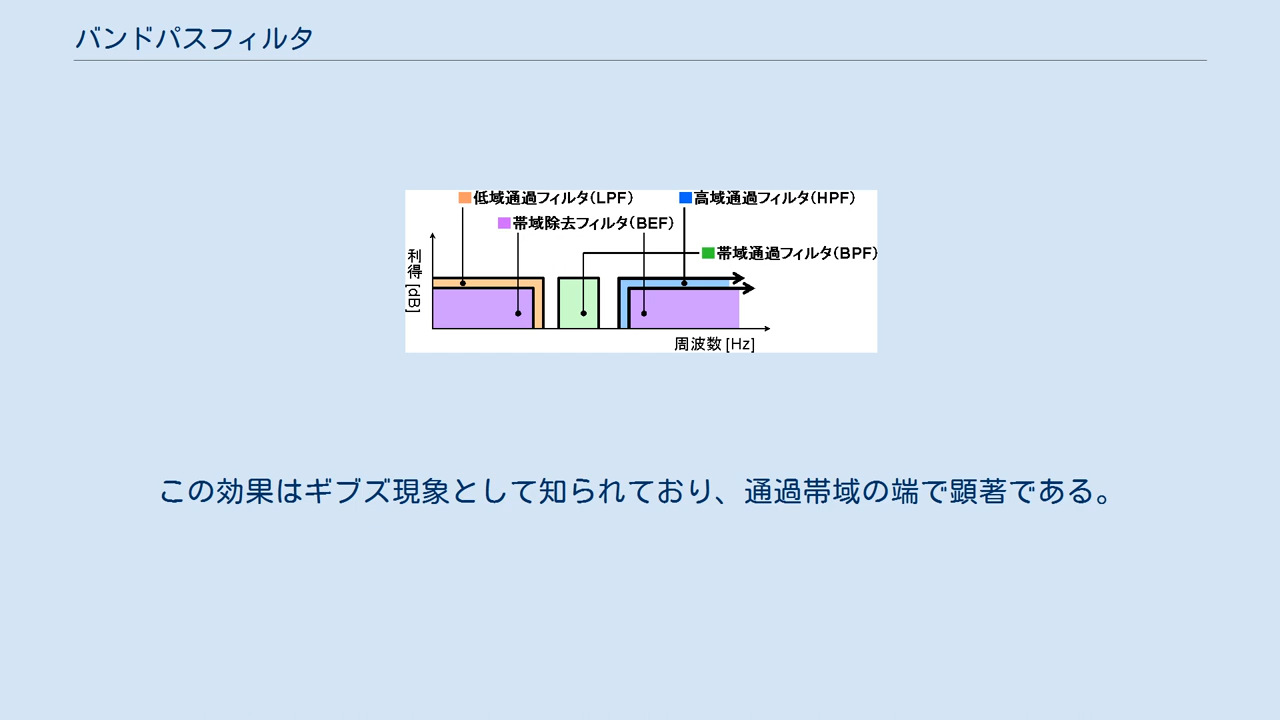 バンドパスフィルタ
低域通過フィルタ(LPF)
高域通過フィルタ(HPF)
帯域除去フィルタ(BEF)
帯域通過フィルタ(BPF)
利得 [dB]
周波数 [Hz]
この効果はギブズ現象として知られており、通過帯域の端で顕著である。